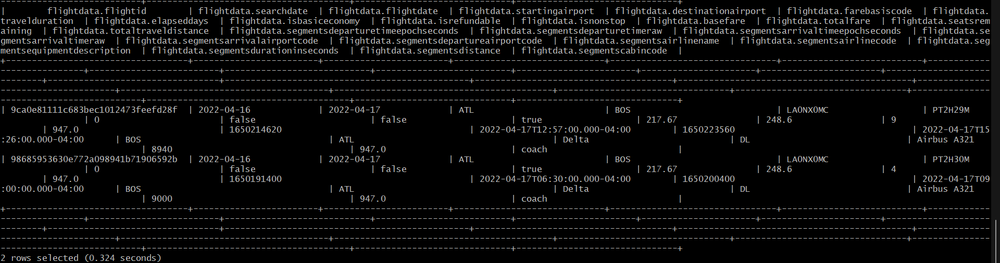 |        flightdata.flightid        | flightdata.searchdate  | flightdata.flightdate  | flightdata.startingairport  | flightdata.destinationairport  | flightdata.farebasiscode  | flightdata.
travelduration  | flightdata.elapseddays  | flightdata.isbasiceconomy  | flightdata.isrefundable  | flightdata.isnonstop  | flightdata.basefare  | flightdata.totalfare  | flightdata.seatsrem
aining  | flightdata.totaltraveldistance  | flightdata.segmentsdeparturetimeepochseconds  | flightdata.segmentsdeparturetimeraw  | flightdata.segmentsarrivaltimeepochseconds  | flightdata.se
gmentsarrivaltimeraw  | flightdata.segmentsarrivalairportcode  | flightdata.segmentsdepartureairportcode  | flightdata.segmentsairlinename  | flightdata.segmentsairlinecode  | flightdata.seg
mentsequipmentdescription  | flightdata.segmentsdurationinseconds  | flightdata.segmentsdistance  | flightdata.segmentscabincode  |
| 9ca0e81111c683bec1012473feefd28f  | 2022-04-16 | 2022-04-17 | ATL | BOS | LA0NX0MC | PT2H29M
| 0 | false | false | true | 217.67 | 248.6 | 9
| 947.0 | 1650214620 | 2022-04-17T12:57:00.000-04:00 | 1650223560 | 2022-04-17T15
:26:00.000-04:00 | BOS | ATL | Delta | DL | Airbus A321
| 8940 | 947.0 | coach |
| 98685953630e772a098941b71906592b  | 2022-04-16 | 2022-04-17 | ATL | BOS | LA0NX0MC | PT2H30M
| 0 | false | false | true | 217.67 | 248.6 | 4
| 947.0 | 1650191400 | 2022-04-17T06:30:00.000-04:00 | 1650200400 | 2022-04-17T09
:00:00.000-04:00 | BOS | ATL | Delta | DL | Airbus A321
| 9000 | 947.0 | coach |
2 rows selected (0.324 seconds)